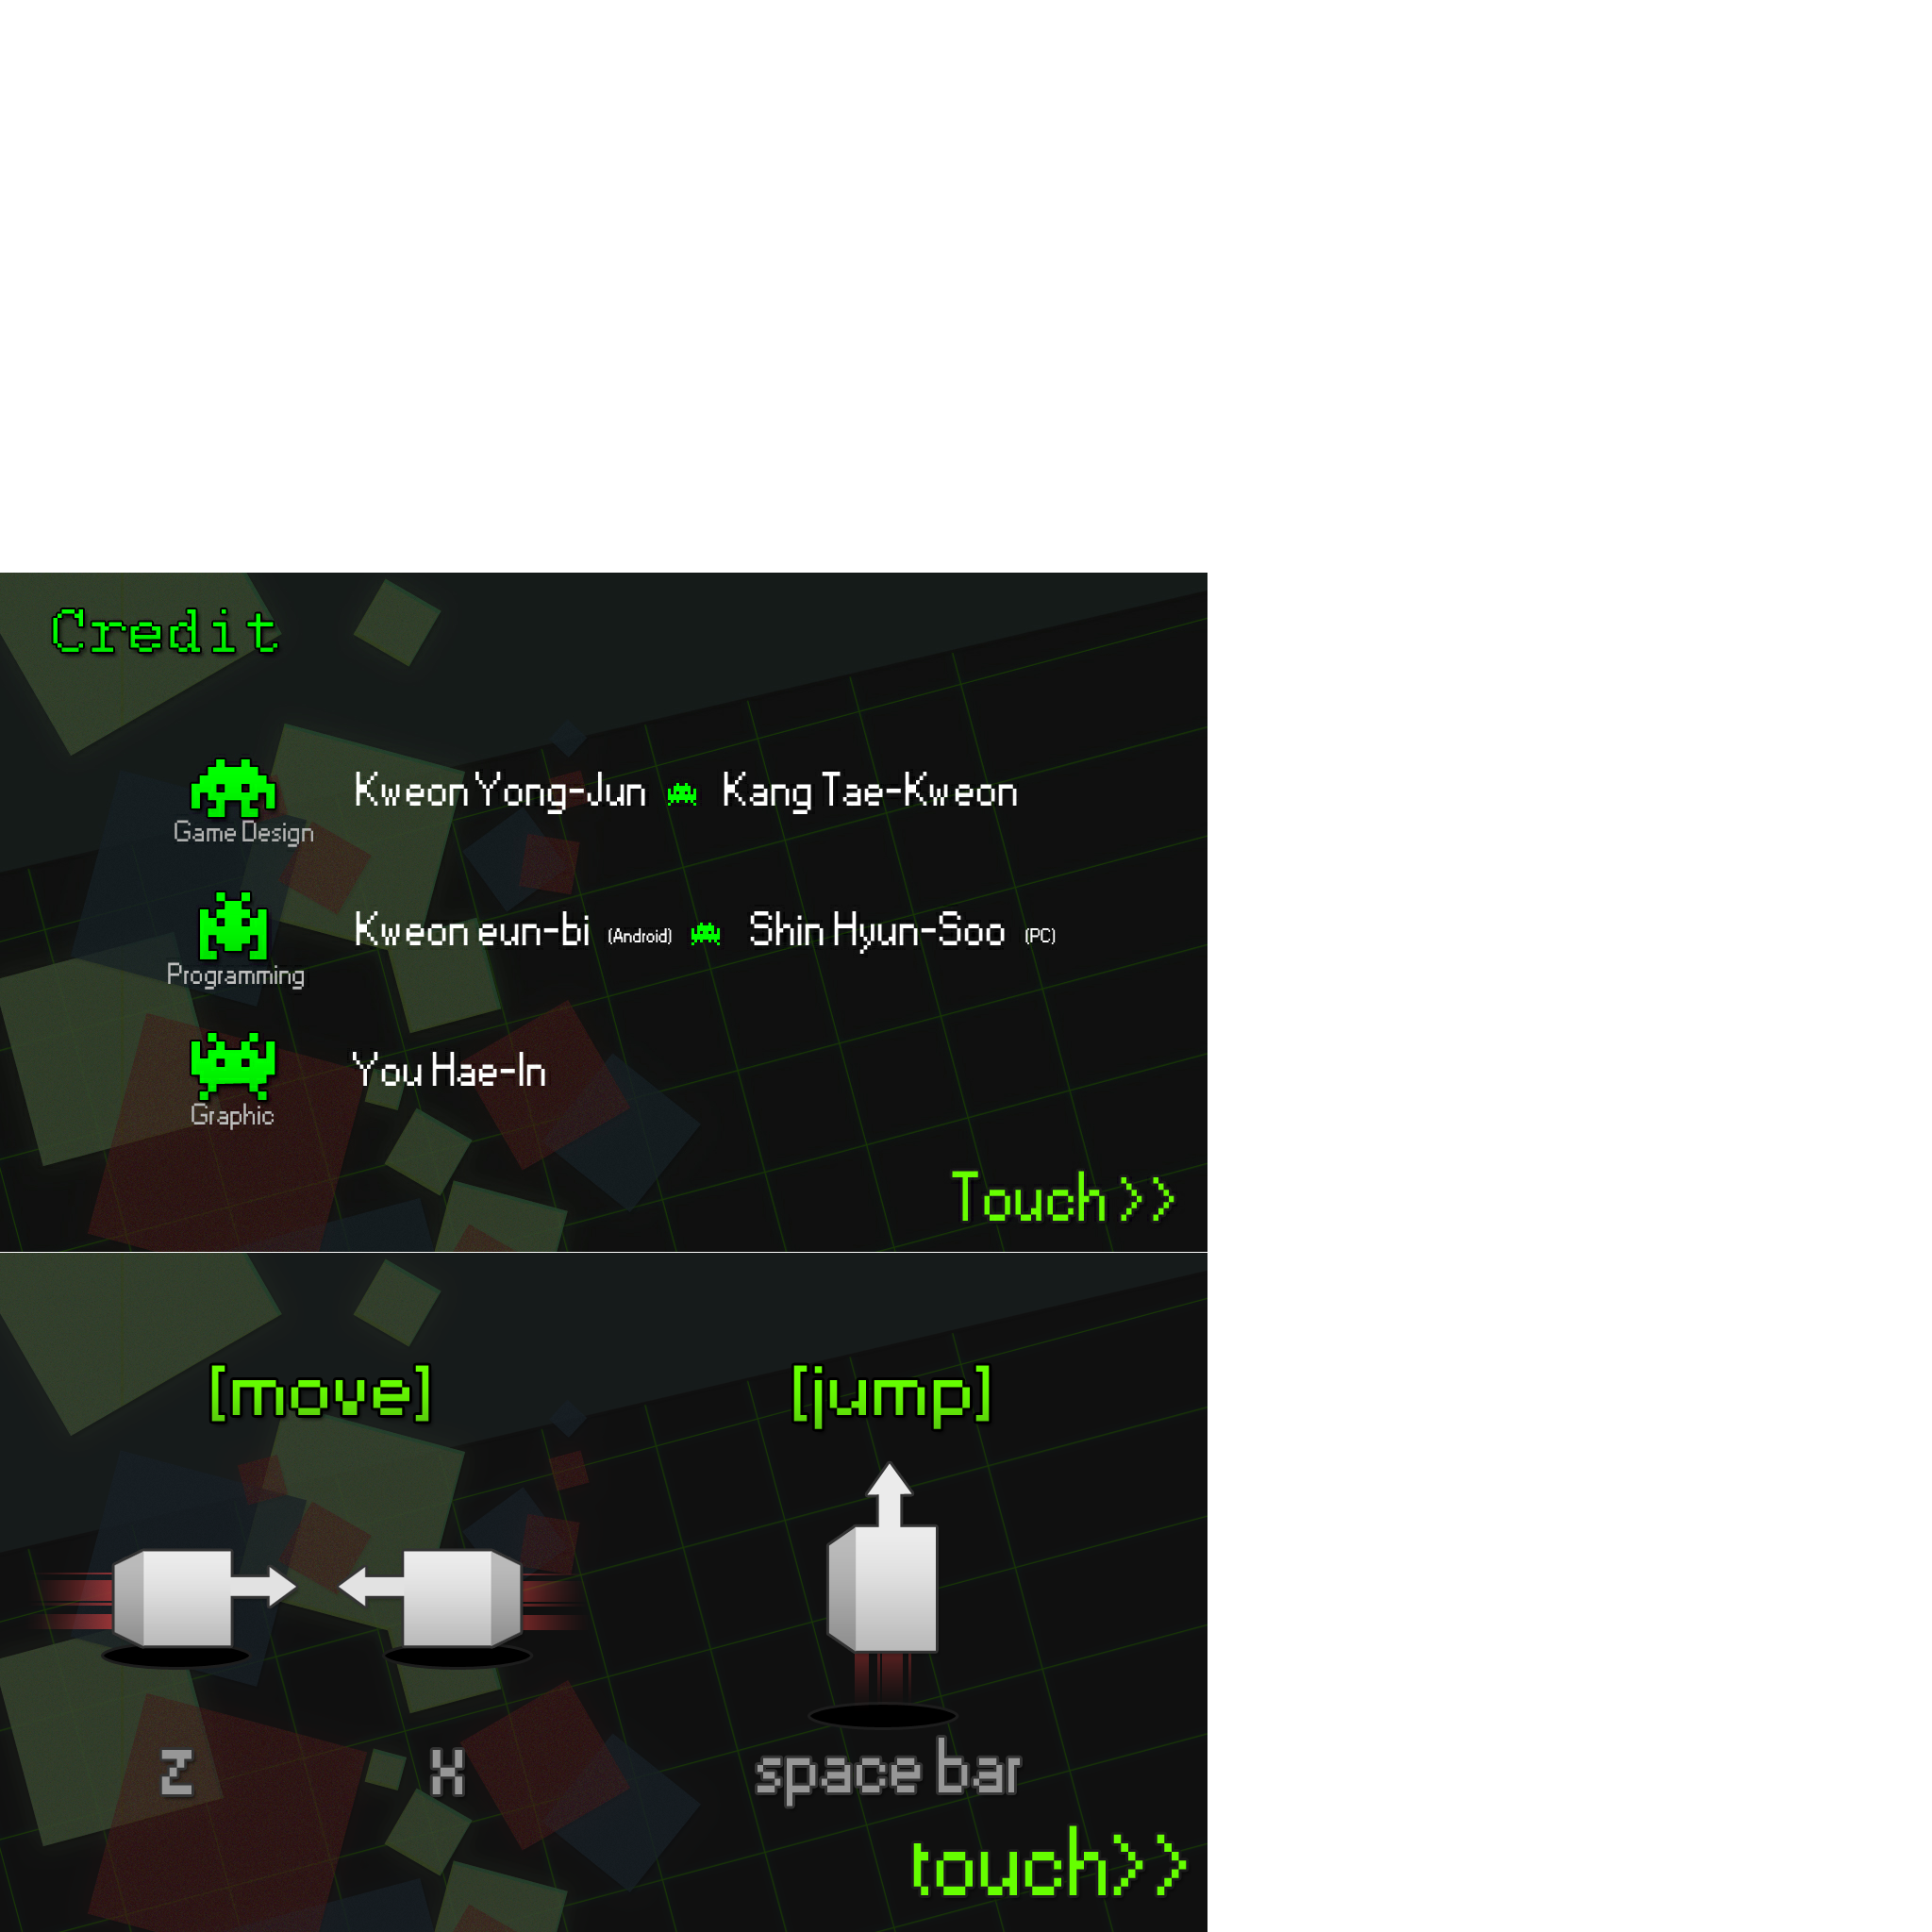 Credit
Kweon Yong-Jun Kang Tae-Kweon
Game Design
Kweon eun-bi (Android) Shin Hyun-Soo (PC)
Programming
You Hae-In
Graphic
Touch >>
[move] [jump]
Z X space bar
touch>>